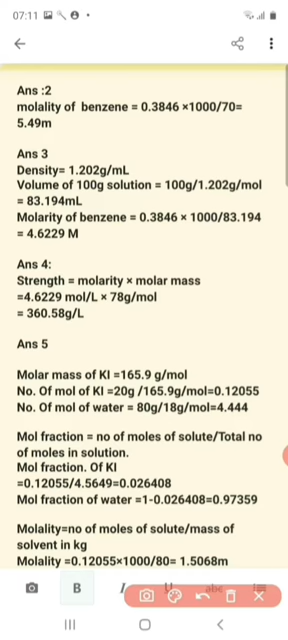 07:11
Ans :2
molality of benzene = 0.3846 ×1000/70=
5.49m
Ans 3
Density= 1.202g/mL
Volume of 100g solution = 100g/1.202g/mol
= 83.194mL
Molarity of benzene = 0.3846 × 1000/83.194
= 4.6229 M
Ans 4:
Strength = molarity × molar mass
=4.6229 mol/L × 78g/mol
= 360.58g/L
Ans 5
Molar mass of KI =165.9 g/mol
No. Of mol of KI =20g /165.9g/mol=0.12055
No. Of mol of water = 80g/18g/mol=4.444
Mol fraction = no of moles of solute/Total no
of moles in solution.
Mol fraction. Of KI
=0.12055/4.5649=0.026408
Mol fraction of water =1-0.026408=0.97359
Molality=no of moles of solute/mass of
solvent in kg
Molality =0.12055×1000/80= 1.5068m
B I U abc